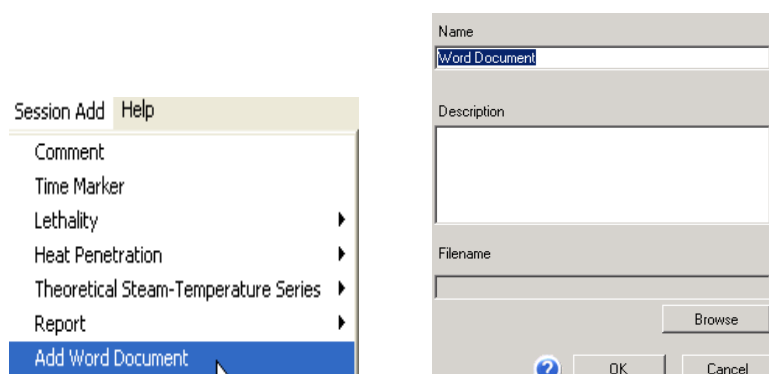 Session Add Help
Comment
Time Marker
Lethality
Heat Penetration
Theoretical Steam-Temperature Series
Report
Add Word Document
Name
Word Document
Description
Filename
Browse
? OK Cancel